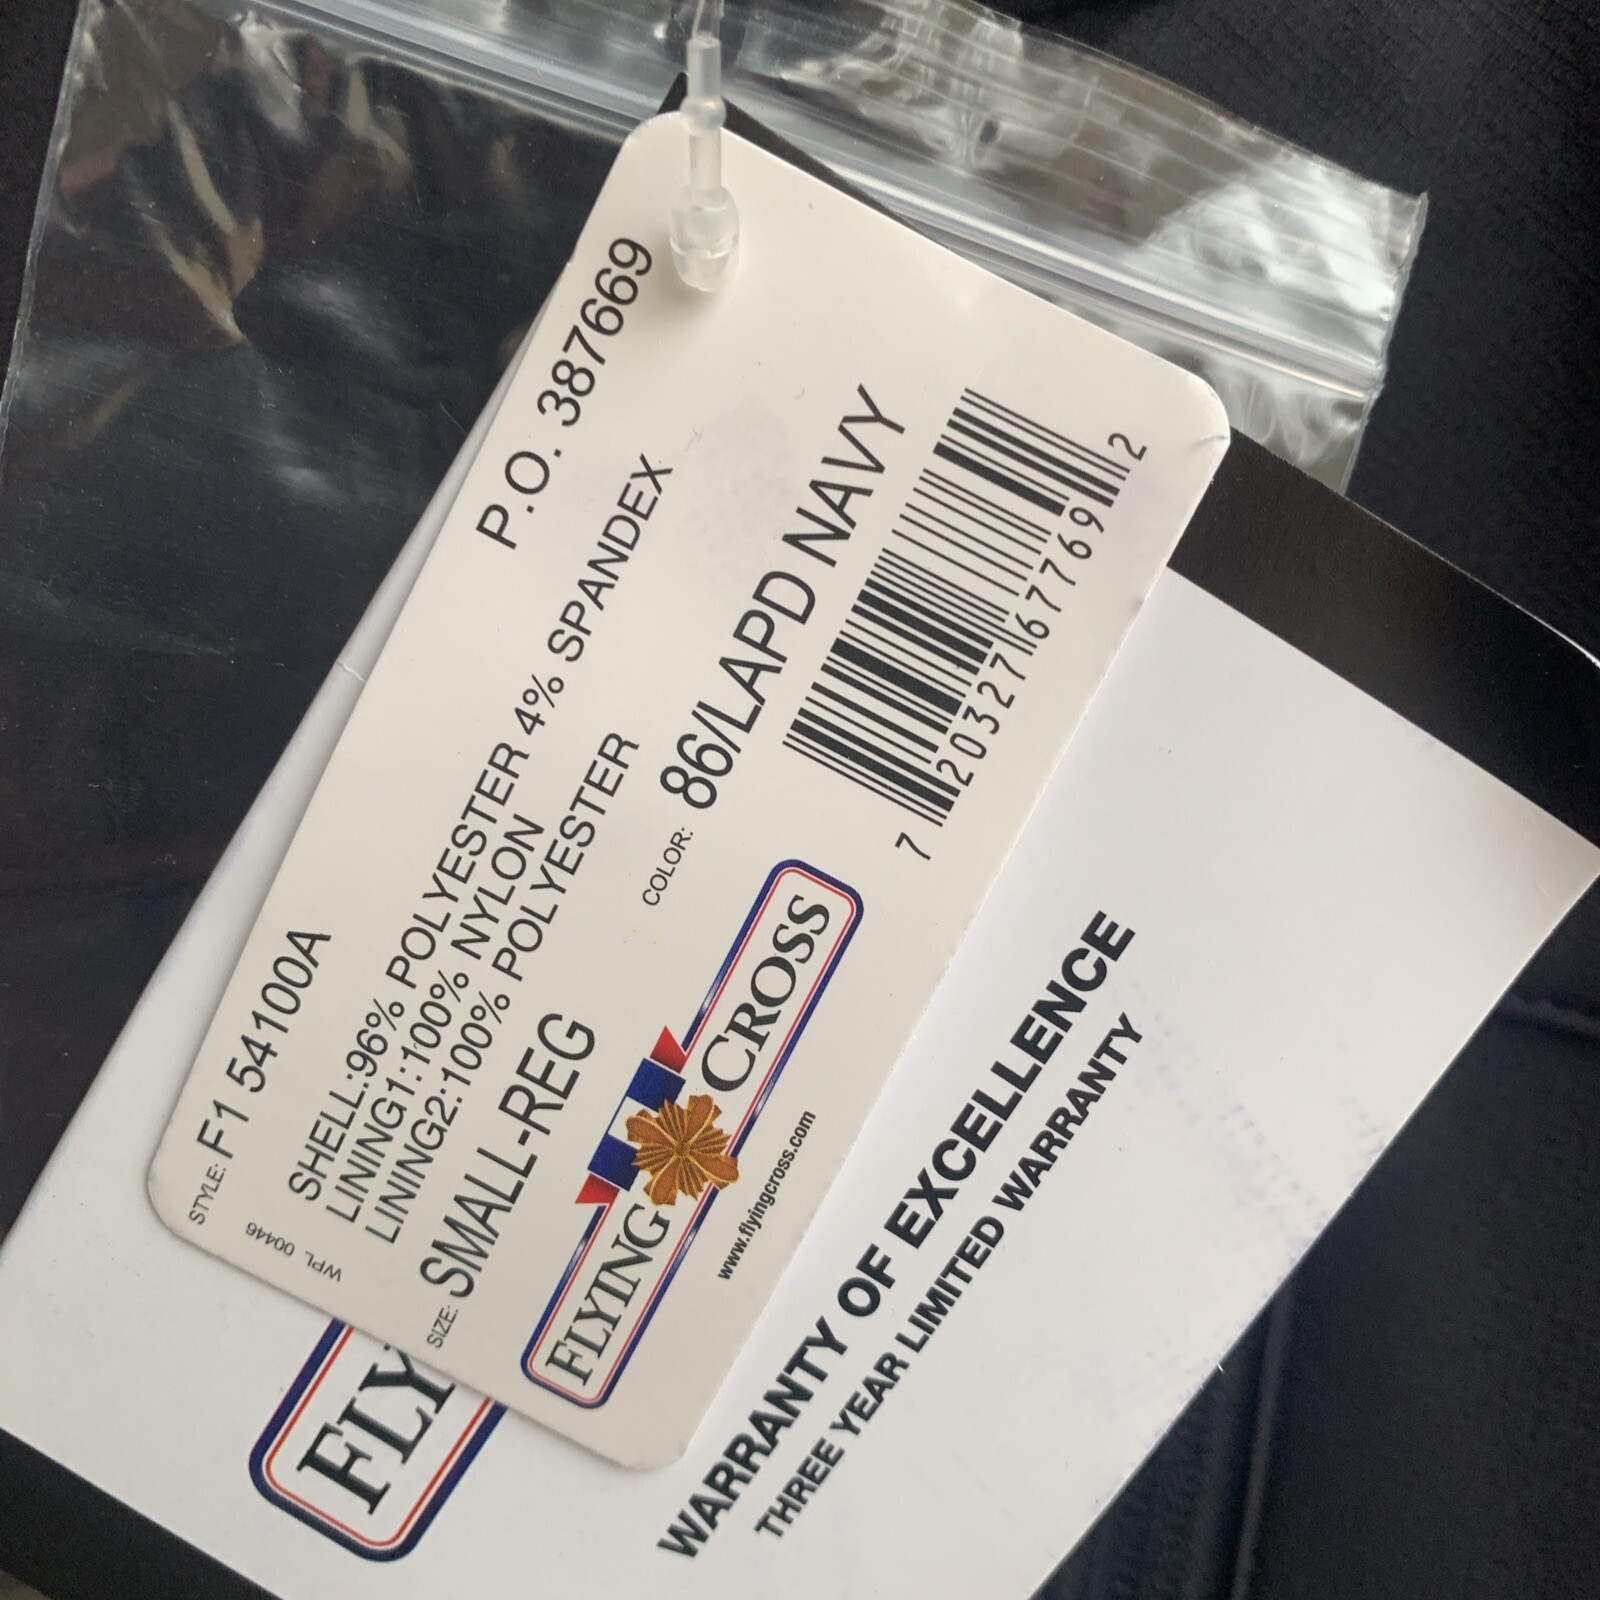 P.O. 387669
STYLE: F1 54100A
WPL 00446
SHELL:96% POLYESTER 4% SPANDEX
LINING1:100% NYLON
LINING2:100% POLYESTER
SIZE: SMALL-REG
COLOR: 86/LAPD NAVY
FLYING CROSS
www.flyingcross.com
7 20327 67769 2
FLY
WARRANTY OF EXCELLENCE
THREE YEAR LIMITED WARRANTY